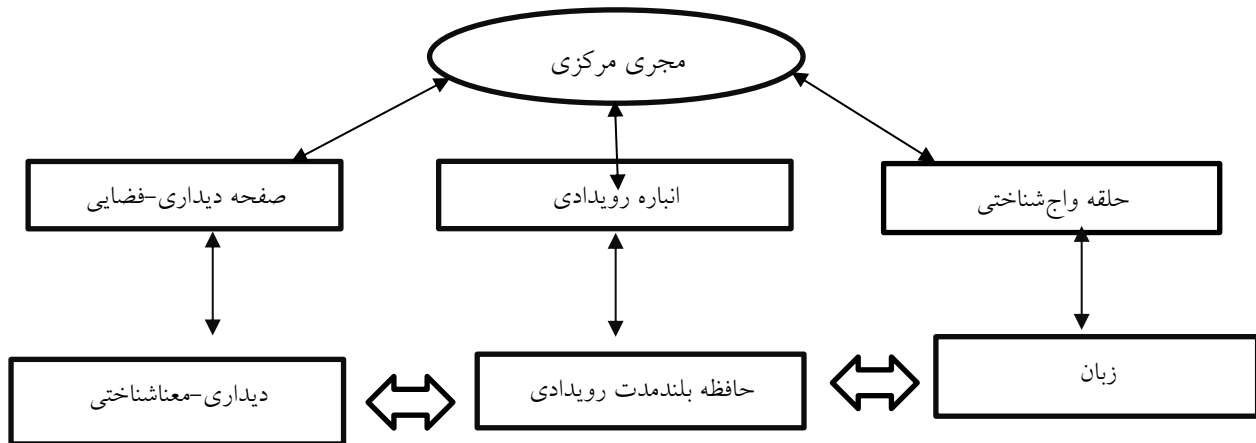 مجری مرکزی
حلقه واج‌شناختی
انباره رویدادی
صفحه دیداری-فضایی
زبان
حافظه بلندمدت رویدادی
دیداری-معناشناختی